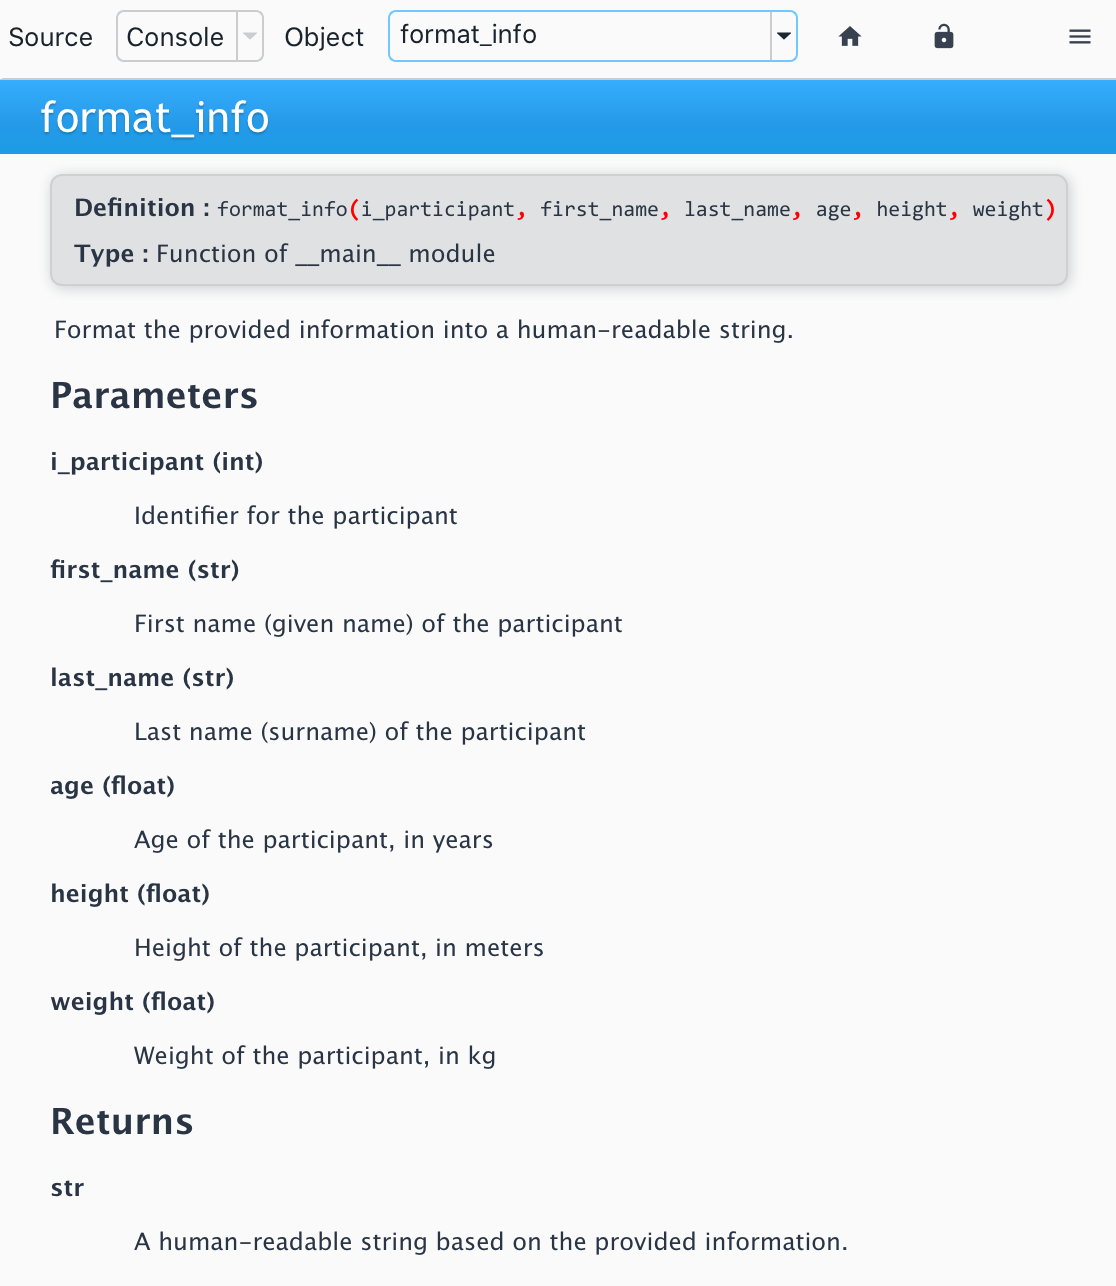 Source Console Object format_info
format_info
Definition : format_info(i_participant, first_name, last_name, age, height, weight)
Type : Function of __main__ module
Format the provided information into a human-readable string.
Parameters
i_participant (int)
Identifier for the participant
first_name (str)
First name (given name) of the participant
last_name (str)
Last name (surname) of the participant
age (float)
Age of the participant, in years
height (float)
Height of the participant, in meters
weight (float)
Weight of the participant, in kg
Returns
str
A human-readable string based on the provided information.